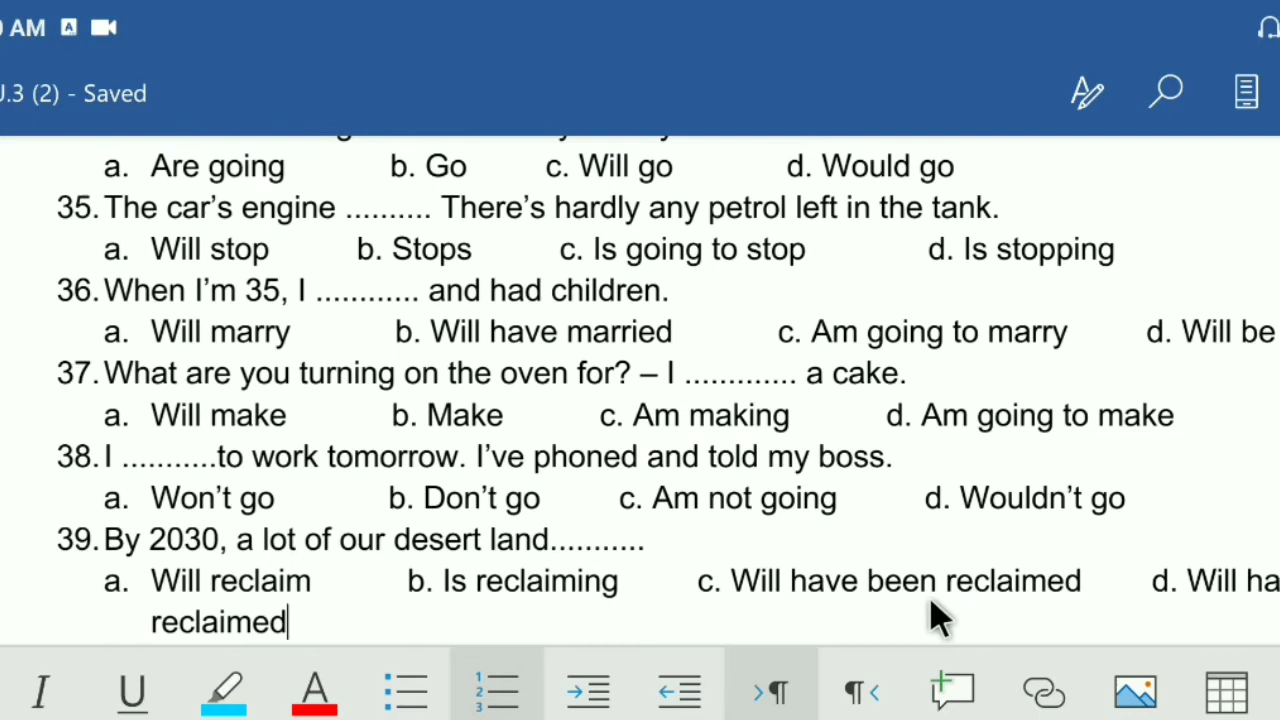 AM
(2) - Saved
a. Are going b. Go c. Will go d. Would go
35. The car's engine .......... There's hardly any petrol left in the tank.
a. Will stop b. Stops c. Is going to stop d. Is stopping
36. When I'm 35, I ............ and had children.
a. Will marry b. Will have married c. Am going to marry d. Will be
37. What are you turning on the oven for? – I ............. a cake.
a. Will make b. Make c. Am making d. Am going to make
38. I ...........to work tomorrow. I've phoned and told my boss.
a. Won't go b. Don't go c. Am not going d. Wouldn't go
39. By 2030, a lot of our desert land...........
a. Will reclaim b. Is reclaiming c. Will have been reclaimed d. Will
reclaimed